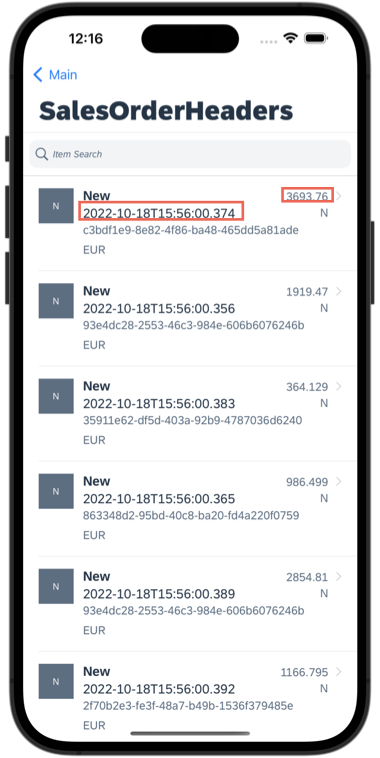 12:16
Main
SalesOrderHeaders
Item Search
New
3693.76
N
2022-10-18T15:56:00.374
N
c3bdf1e9-8e82-4f86-ba48-465dd5a81ade
EUR
New
1919.47
N
2022-10-18T15:56:00.356
N
93e4dc28-2553-46c3-984e-606b6076246b
EUR
New
364.129
N
2022-10-18T15:56:00.383
N
35911e62-df5d-403a-92b9-4787036d6240
EUR
New
986.499
N
2022-10-18T15:56:00.365
N
863348d2-95bd-40c8-ba20-fd4a220f0759
EUR
New
2854.81
N
2022-10-18T15:56:00.389
N
93e4dc28-2553-46c3-984e-606b6076246b
EUR
New
1166.795
N
2022-10-18T15:56:00.392
N
2f70b2e3-fe3f-48a7-b49b-1536f379485e
EUR